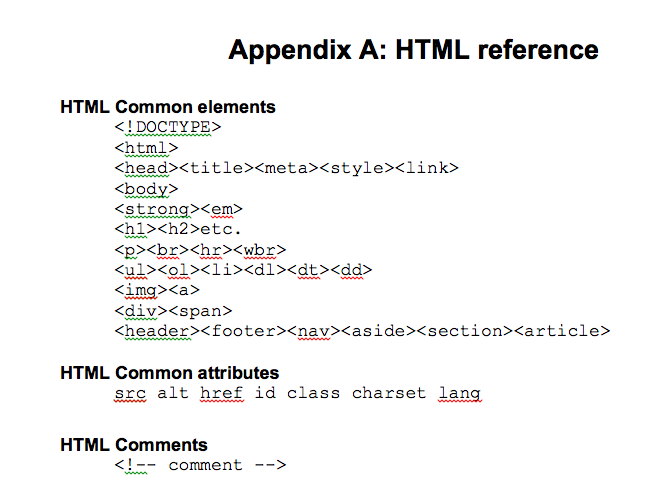 Appendix A: HTML reference
HTML Common elements
<!DOCTYPE>
<html>
<head><title><meta><style><link>
<body>
<strong><em>
<h1><h2>etc.
<p><br><hr><wbr>
<ul><ol><li><dl><dt><dd>
<img><a>
<div><span>
<header><footer><nav><aside><section><article>
HTML Common attributes
src alt href id class charset lang
HTML Comments
<!-- comment -->